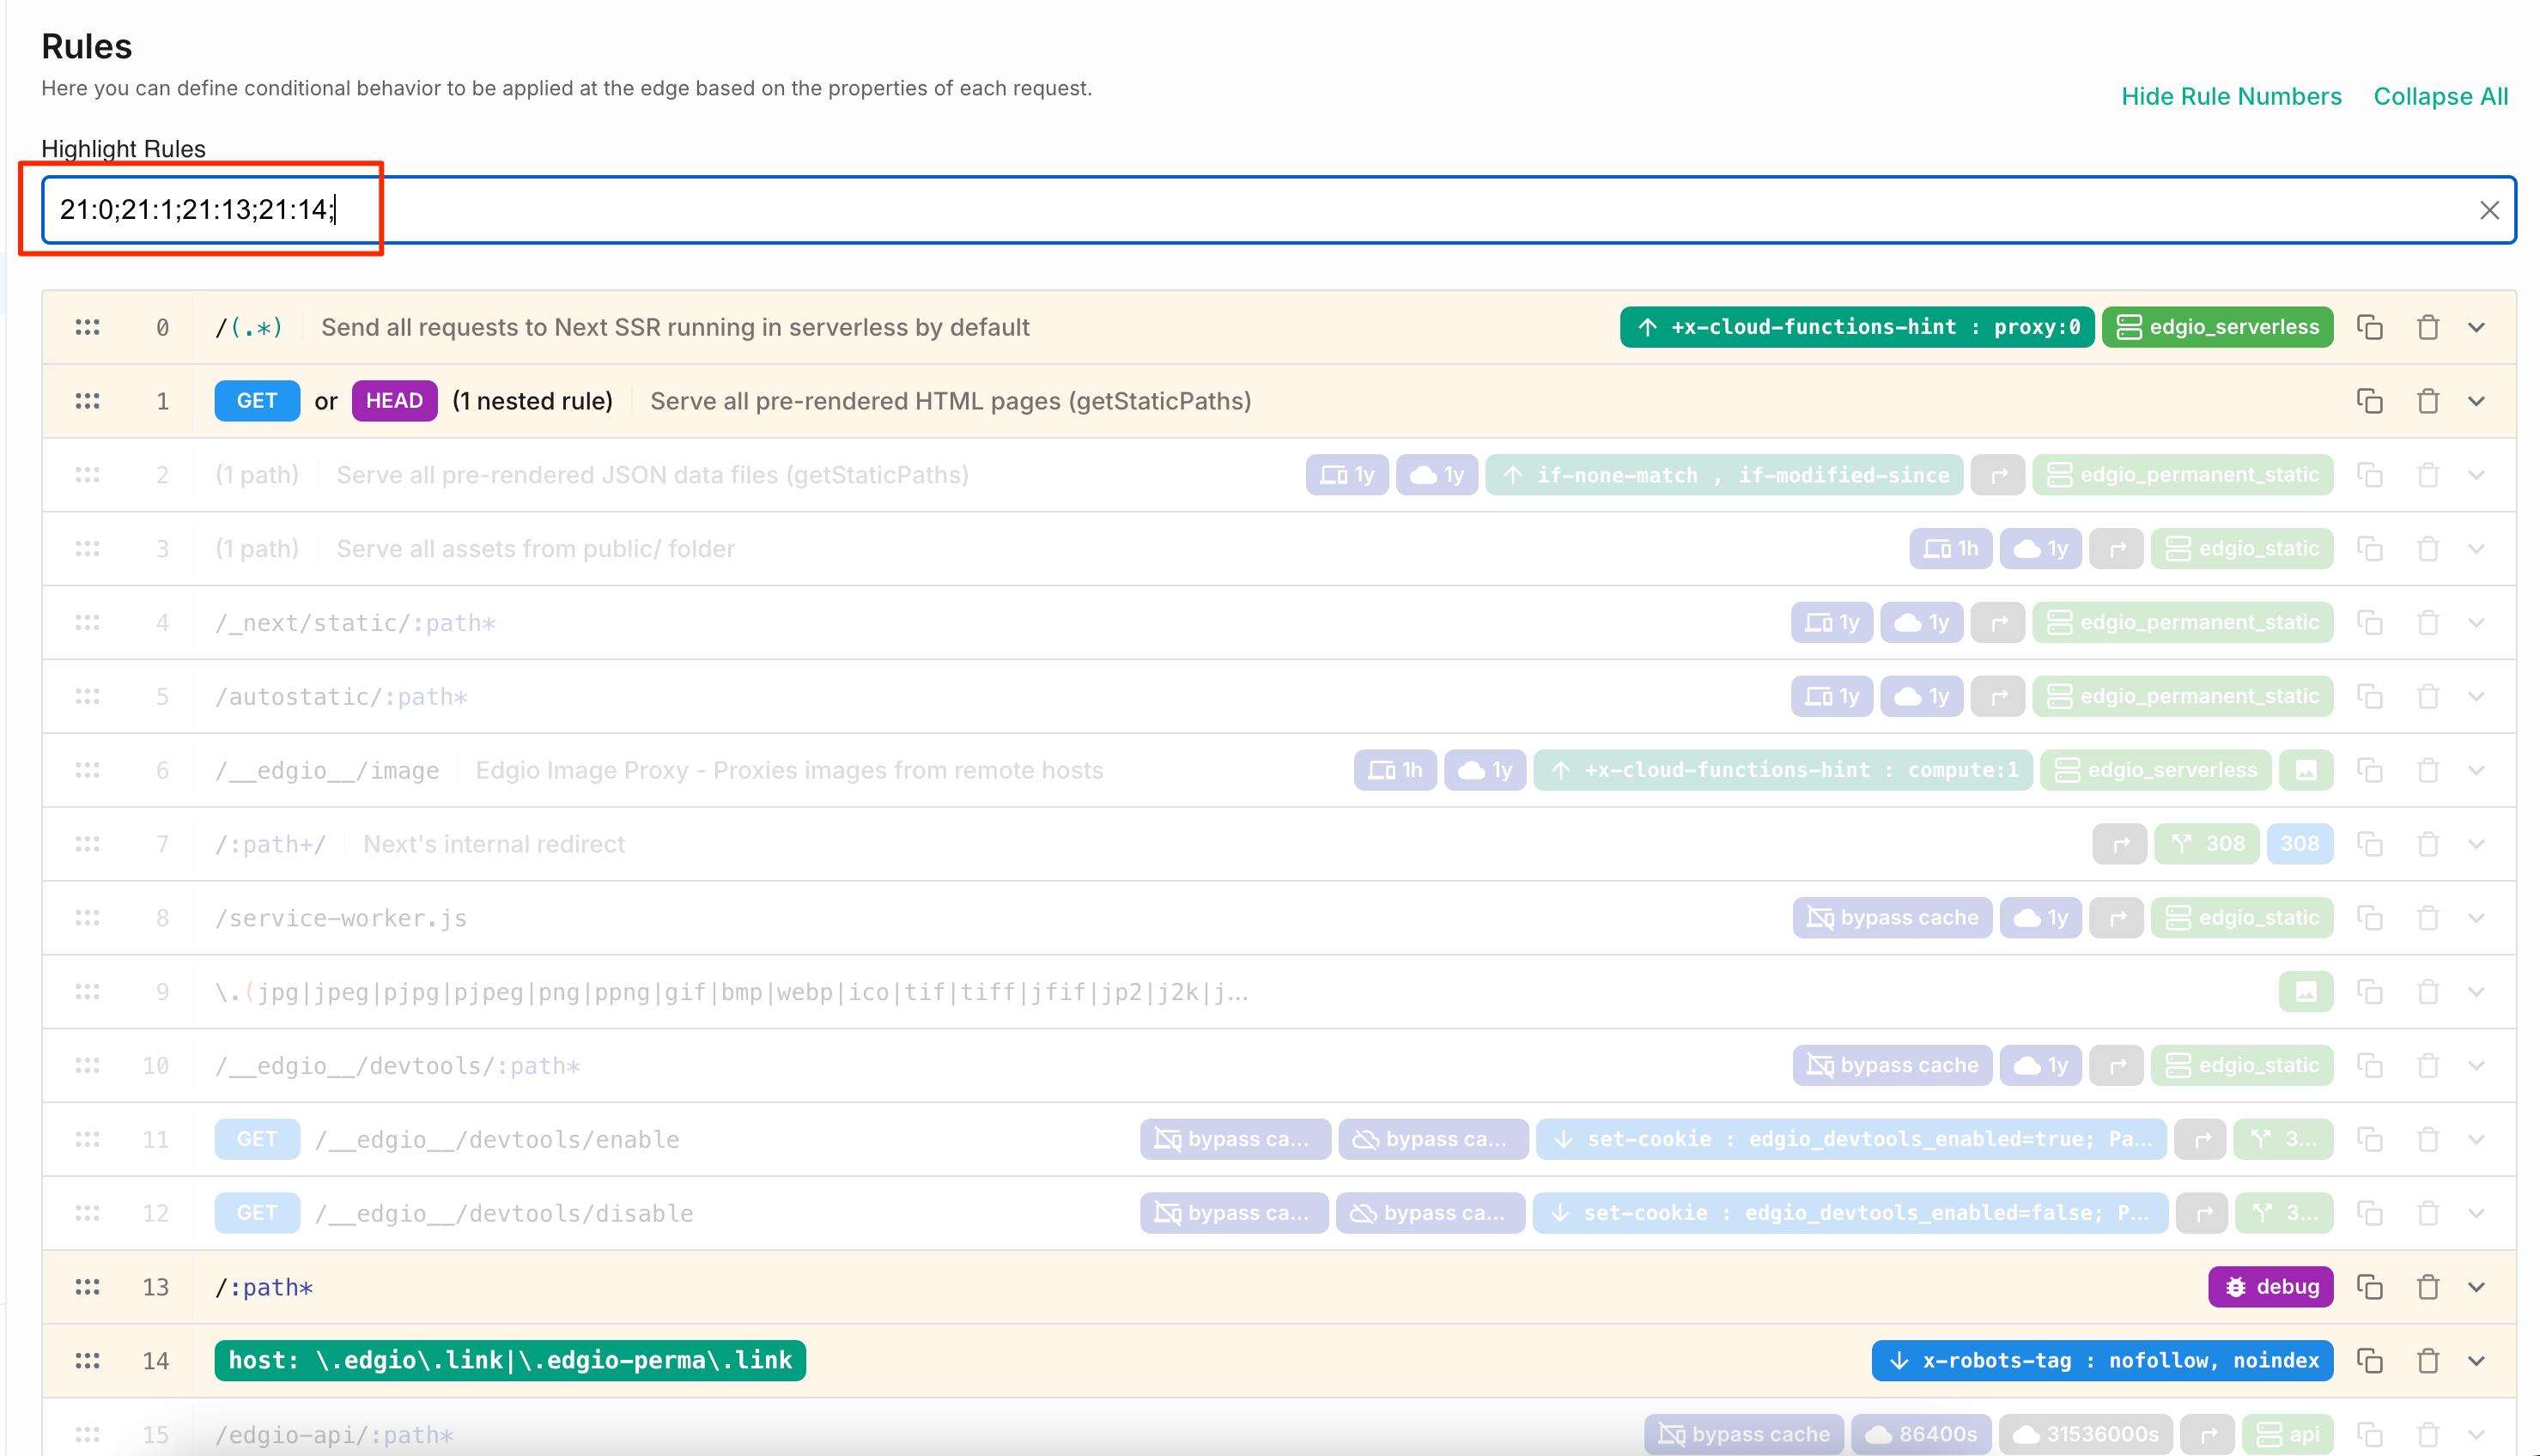 Rules
Here you can define conditional behavior to be applied at the edge based on the properties of each request.
Hide Rule Numbers Collapse All
Highlight Rules
21:0;21:1;21:13;21:14;
0 /(.*) Send all requests to Next SSR running in serverless by default +x-cloud-functions-hint : proxy:0 edgio_serverless
1 GET or HEAD (1 nested rule) Serve all pre-rendered HTML pages (getStaticPaths)
2 (1 path) Serve all pre-rendered JSON data files (getStaticPaths) 1y 1y if-none-match , if-modified-since edgio_permanent_static
3 (1 path) Serve all assets from public/ folder 1h 1y edgio_static
4 /_next/static/:path* 1y 1y edgio_permanent_static
5 /autostatic/:path* 1y 1y edgio_permanent_static
6 /__edgio__/image Edgio Image Proxy - Proxies images from remote hosts 1h 1y +x-cloud-functions-hint : compute:1 edgio_serverless
7 /:path+/ Next's internal redirect 308 308
8 /service-worker.js bypass cache 1y edgio_static
9 \.(jpg|jpeg|pjpg|pjpeg|png|ppng|gif|bmp|webp|ico|tif|tiff|jfif|jp2|j2k|j...
10 /__edgio__/devtools/:path* bypass cache 1y edgio_static
11 GET /__edgio__/devtools/enable bypass ca... bypass ca... set-cookie : edgio_devtools_enabled=true; Pa... 3...
12 GET /__edgio__/devtools/disable bypass ca... bypass ca... set-cookie : edgio_devtools_enabled=false; P... 3...
13 /:path* debug
14 host: \.edgio\.link|\.edgio-perma\.link x-robots-tag : nofollow, noindex
15 /edgio-api/:path* bypass cache 86400s 31536000s api